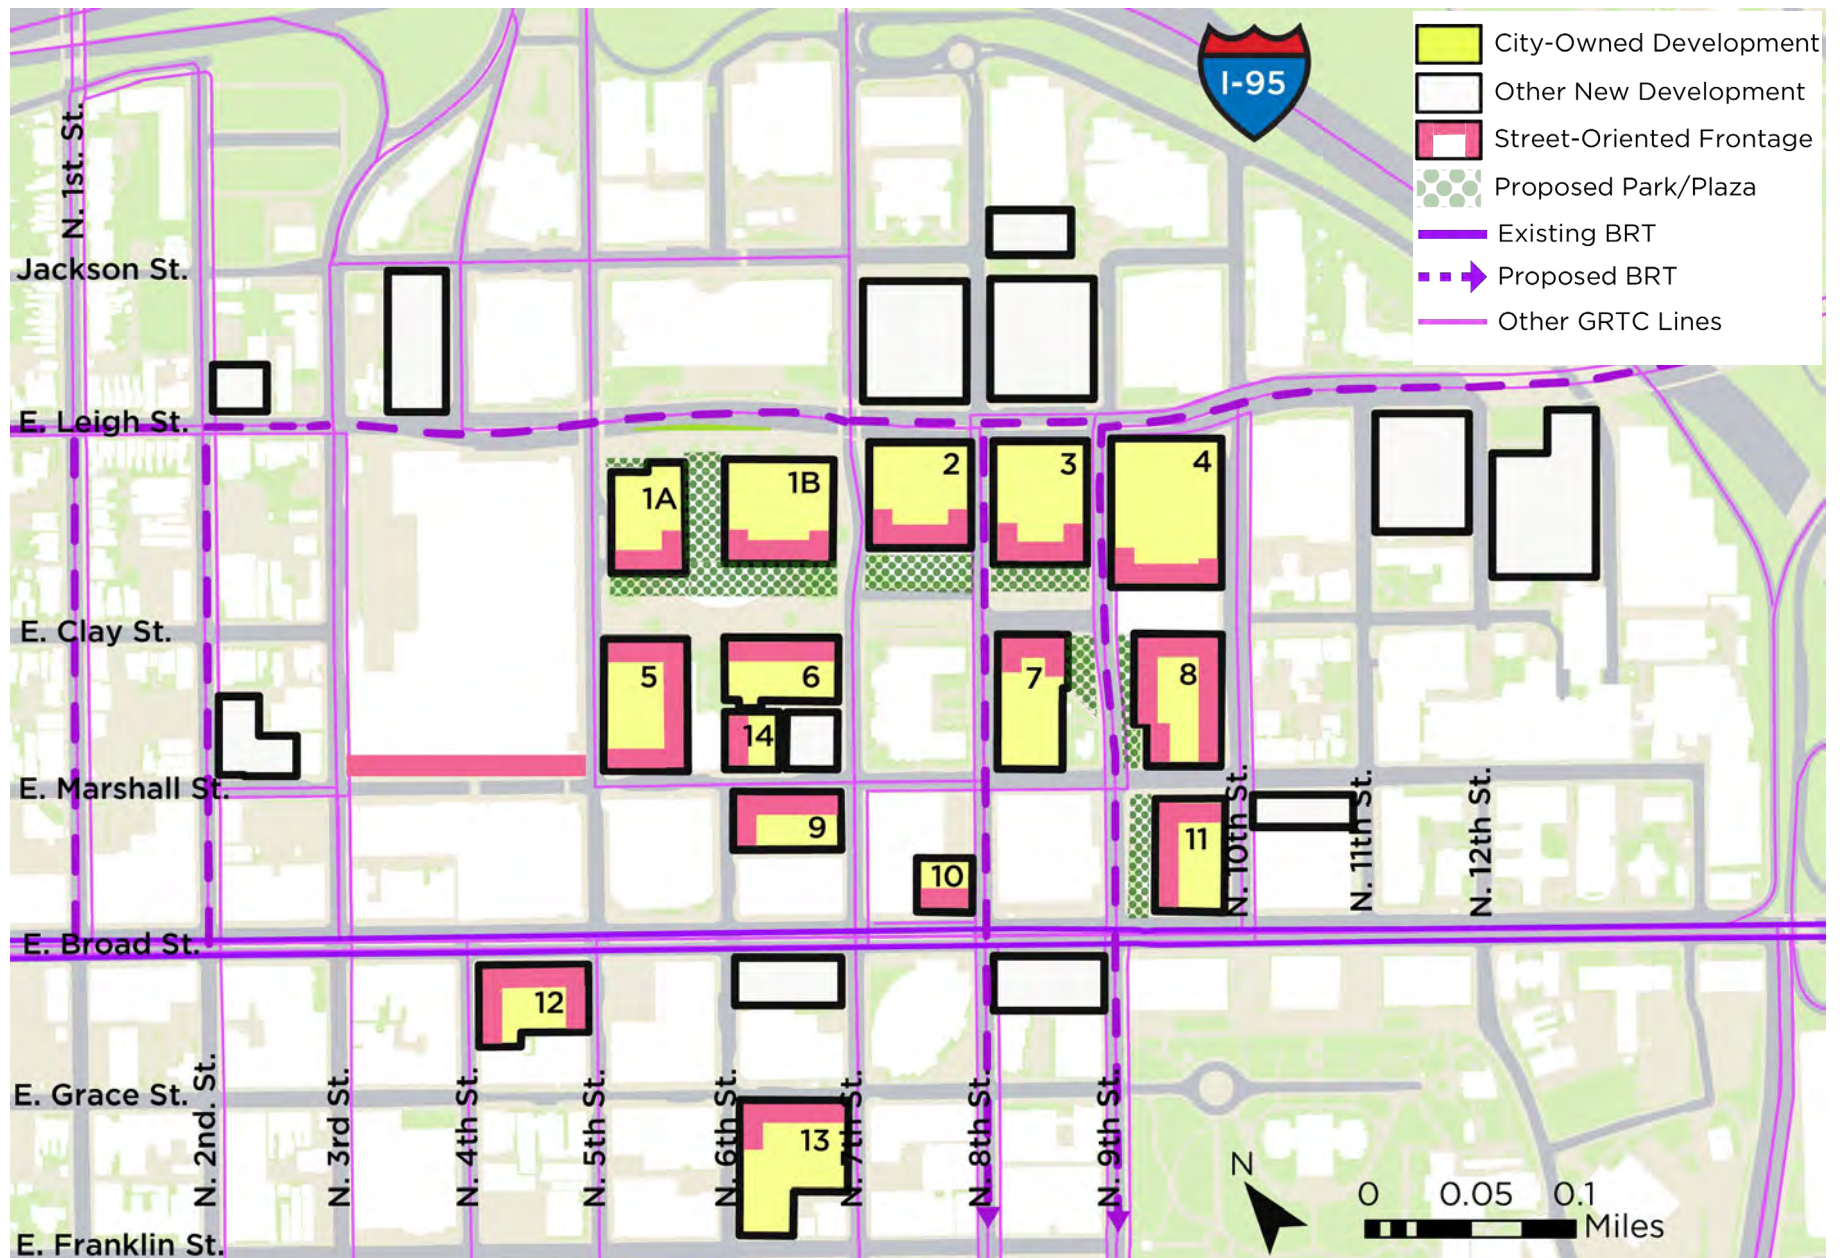 I-95
City-Owned Development
Other New Development
Street-Oriented Frontage
Proposed Park/Plaza
Existing BRT
Proposed BRT
Other GRTC Lines
N. 1st. St.
Jackson St.
E. Leigh St.
1A
1B
2
3
4
E. Clay St.
5
6
7
8
14
E. Marshall St.
9
10
11
N. 10th St.
N. 11th St.
N. 12th St.
E. Broad St.
12
E. Grace St.
N. 2nd. St.
N. 3rd St.
N. 4th St.
N. 5th St.
N. 6th St.
13
N. 7th St.
N. 8th St.
N. 9th St.
N
0 0.05 0.1
Miles
E. Franklin St.